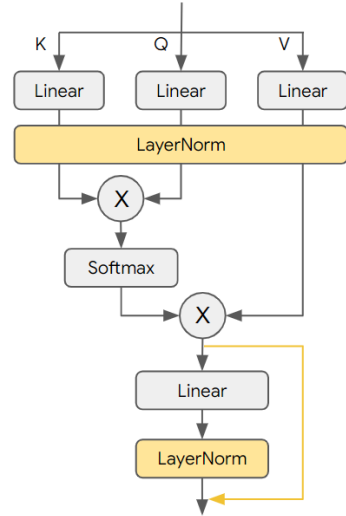 K
Q
V
Linear
Linear
Linear
LayerNorm
X
Softmax
X
Linear
LayerNorm